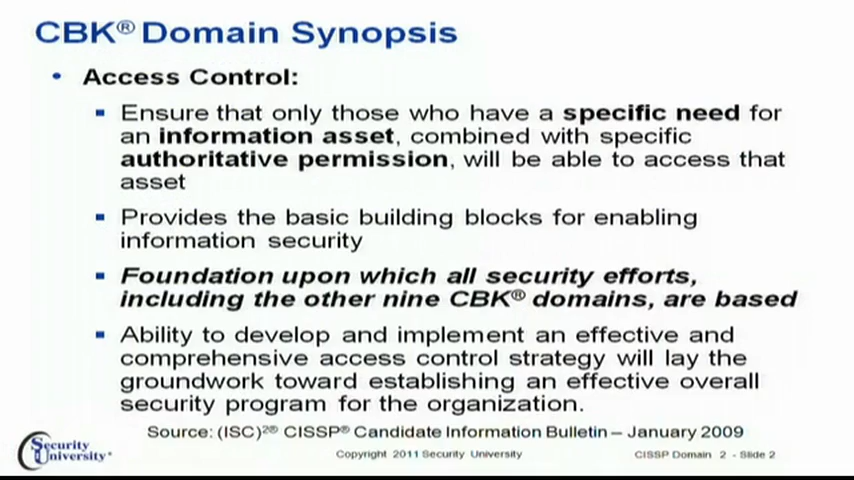 CBK® Domain Synopsis
• Access Control:
▪ Ensure that only those who have a specific need for
an information asset, combined with specific
authoritative permission, will be able to access that
asset
▪ Provides the basic building blocks for enabling
information security
▪ Foundation upon which all security efforts,
including the other nine CBK® domains, are based
▪ Ability to develop and implement an effective and
comprehensive access control strategy will lay the
groundwork toward establishing an effective overall
security program for the organization.
Source: (ISC)²® CISSP® Candidate Information Bulletin – January 2009
Security
University
Copyright 2011 Security University
CISSP Domain 2 - Slide 2